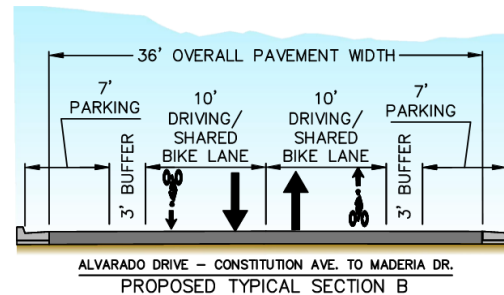 36' OVERALL PAVEMENT WIDTH
7'
PARKING
3' BUFFER
10'
DRIVING/
SHARED
BIKE LANE
10'
DRIVING/
SHARED
BIKE LANE
3' BUFFER
7'
PARKING
ALVARADO DRIVE – CONSTITUTION AVE. TO MADERIA DR.
PROPOSED TYPICAL SECTION B